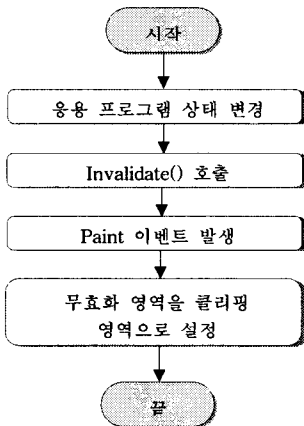 시작
응용 프로그램 상태 변경
Invalidate() 호출
Paint 이벤트 발생
무효화 영역을 클리핑
영역으로 설정
끝